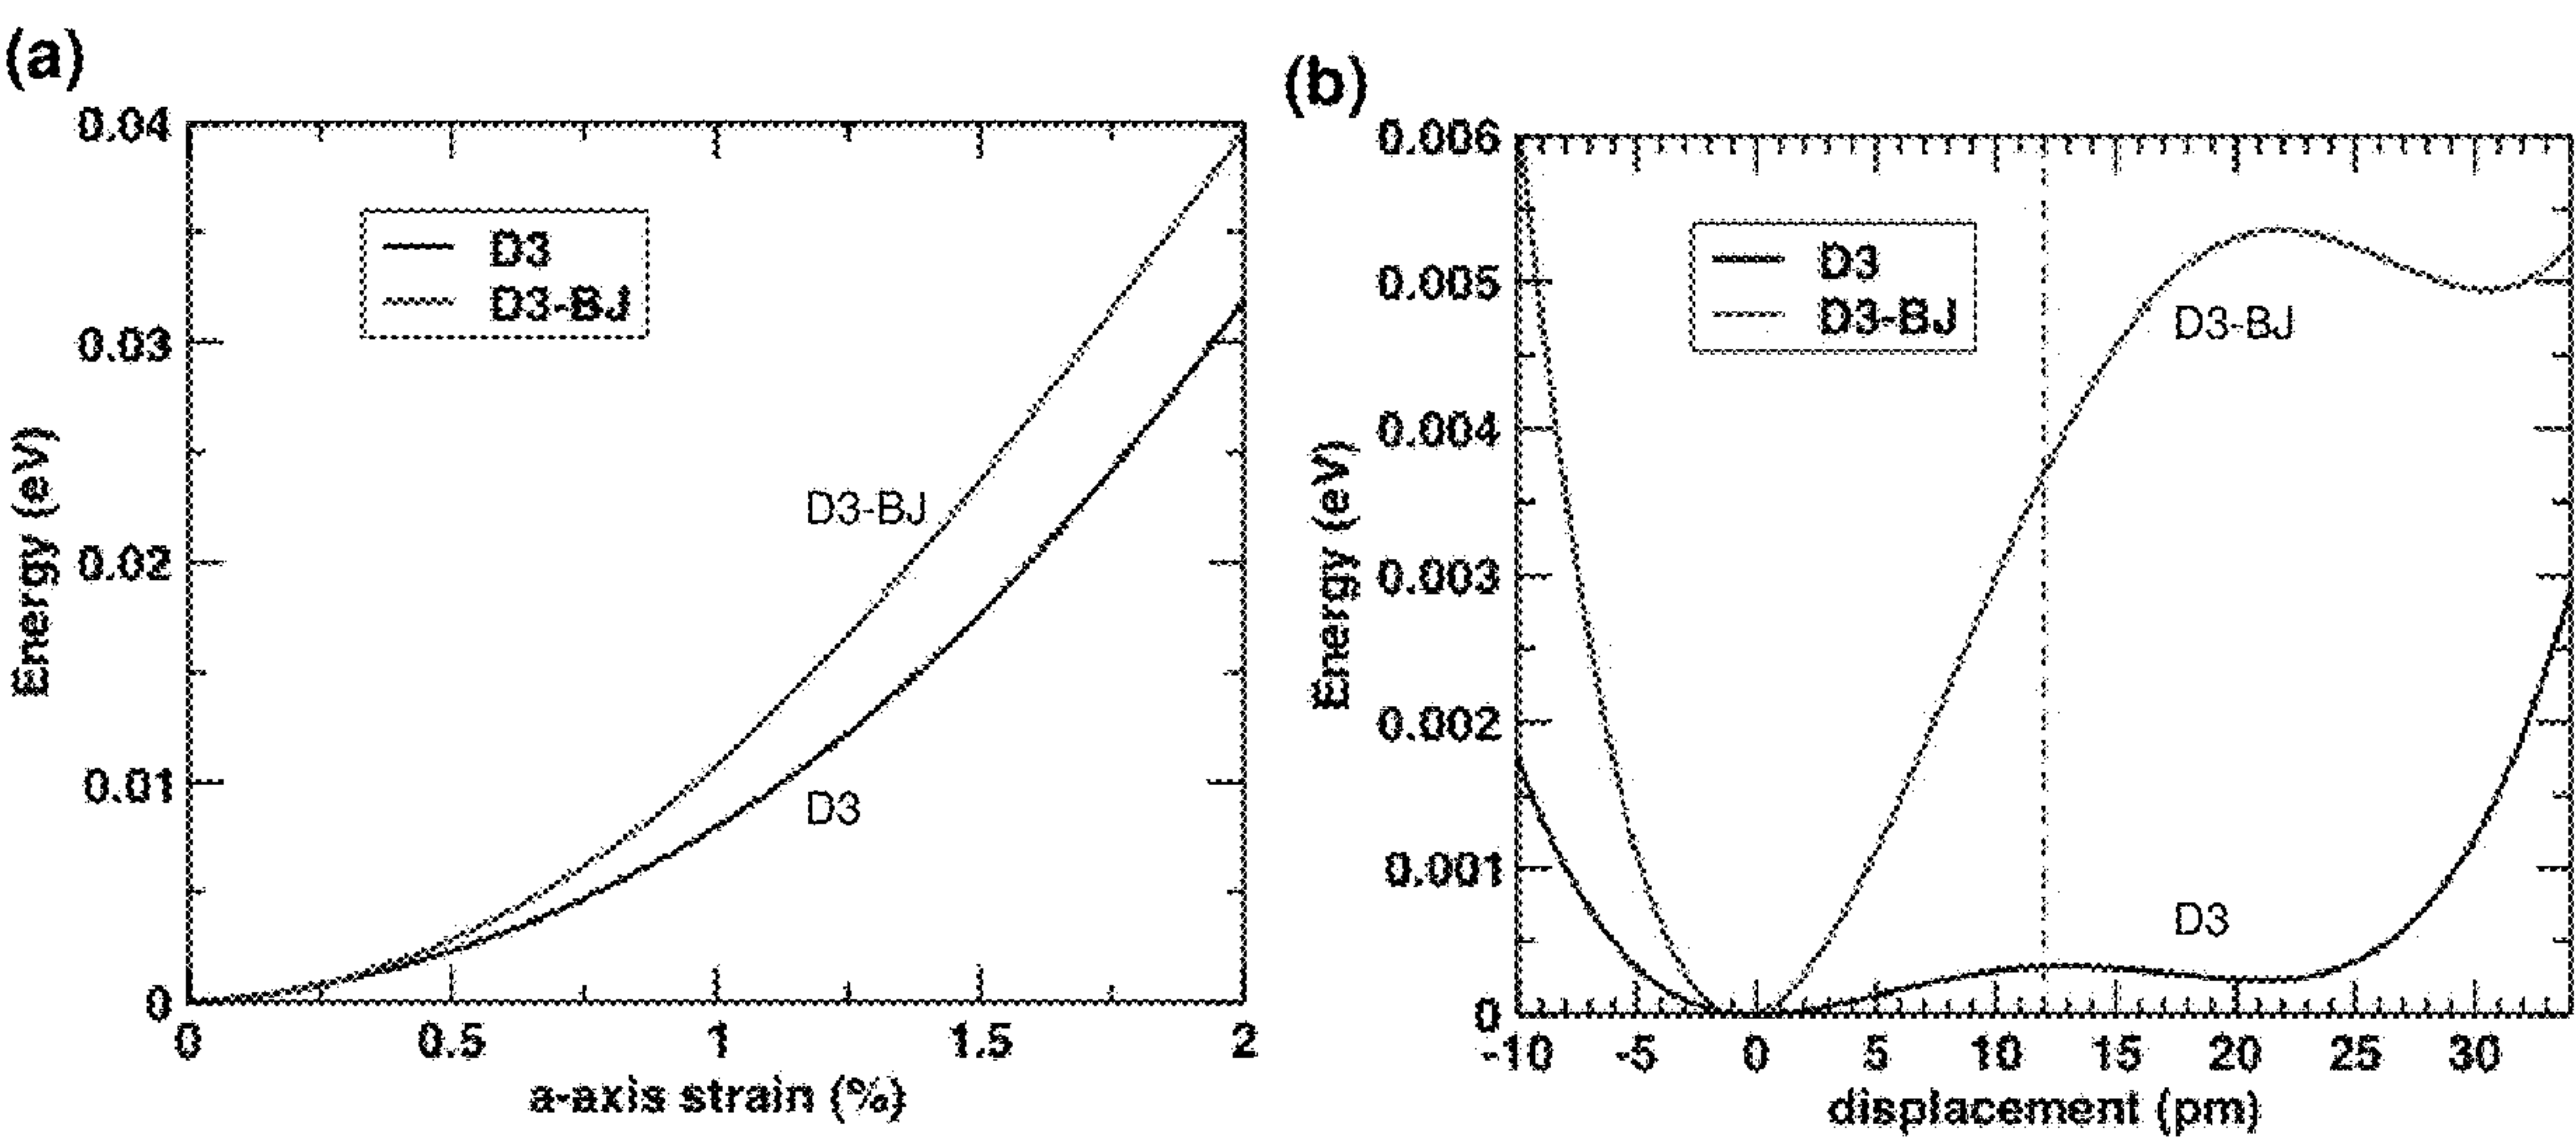 (a)
0.04
0.03
0.02
0.01
0
Energy (eV)
D3
D3-BJ
D3-BJ
D3
0 0.5 1 1.5 2
a-axis strain (%)
(b)
0.006
0.005
0.004
0.003
0.002
0.001
0
Energy (eV)
D3
D3-BJ
D3-BJ
D3
-10 -5 0 5 10 15 20 25 30
displacement (pm)